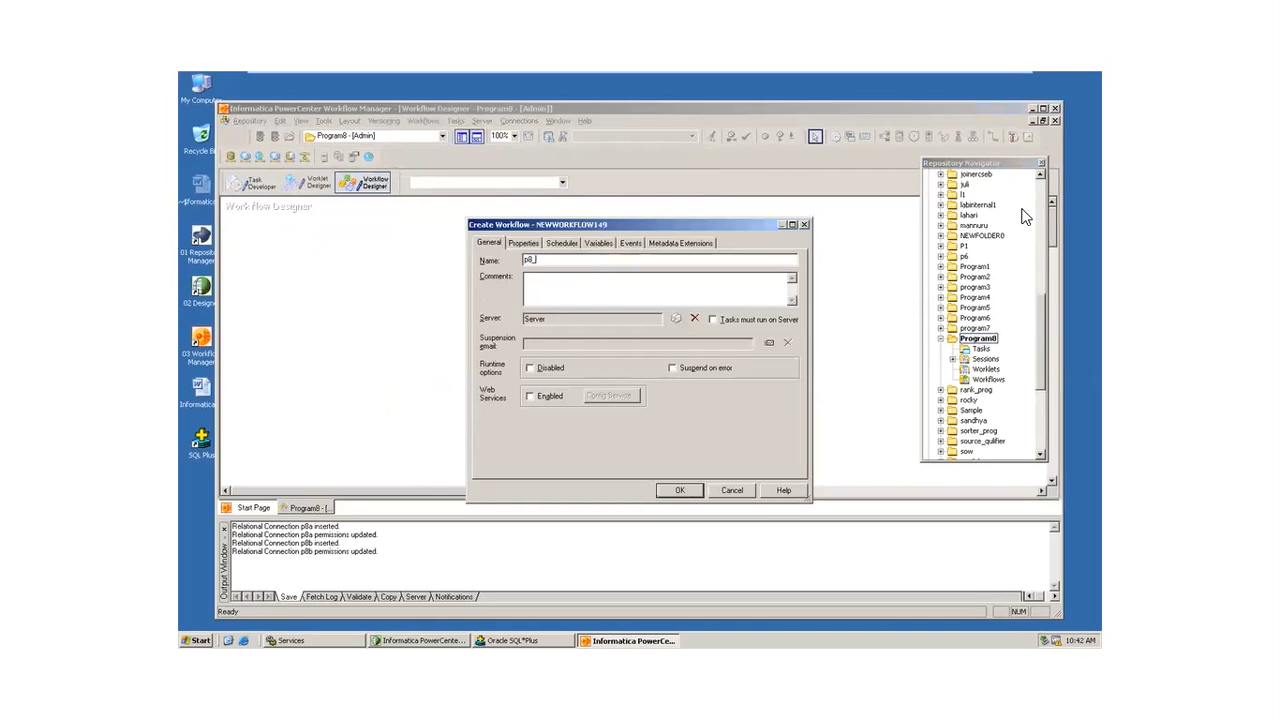 My Compu
Recycle Bi
~$formatica
01 Reposito
Manager
02 Designe
03 Workflo
Manager
Informatica
SQL Plus
Informatica PowerCenter Workflow Manager - [Workflow Designer - Program8 - [Admin]]
Repository Edit View Tools Layout Versioning Workflows Tasks Server Connections Window Help
Program8 - [Admin]
100%
Task
Developer
Worklet
Designer
Workflow
Designer
Workflow Designer
Repository Navigator
joinercseb
juli
l1
labinternal1
lahari
mannuru
NEWFOLDER0
P1
p6
Program1
Program2
program3
Program4
Program5
Program6
program7
Program8
Tasks
Sessions
Worklets
Workflows
rank_prog
rocky
Sample
sandhya
sorter_prog
source_qulifier
sow
Create Workflow - NEWWORKFLOW149
General Properties Scheduler Variables Events Metadata Extensions
Name: p8_
Comments:
Server: Server Tasks must run on Server
Suspension
email:
Runtime
options
Disabled Suspend on error
Web
Services
Enabled Config Service
OK Cancel Help
Start Page Program8 - [
Output Window
Relational Connection p8a inserted.
Relational Connection p8a permissions updated.
Relational Connection p8b inserted.
Relational Connection p8b permissions updated.
Save Fetch Log Validate Copy Server Notifications
Ready NUM
Start Services Informatica PowerCente... Oracle SQL*Plus Informatica PowerCe... 10:42 AM